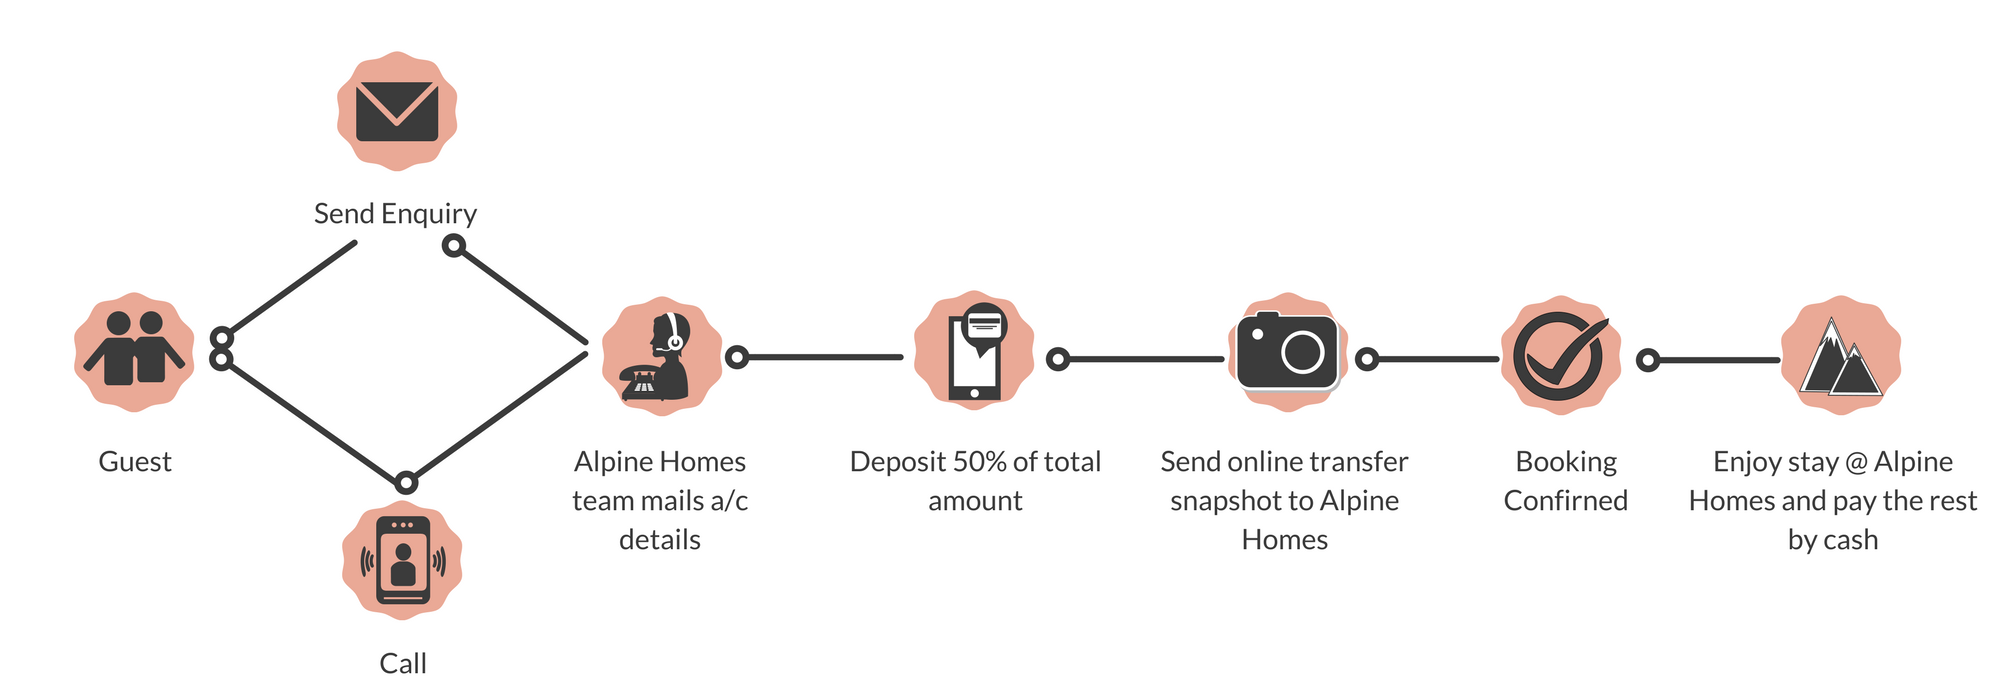 Send Enquiry
Guest
Call
Alpine Homes
team mails a/c
details
Deposit 50% of total
amount
Send online transfer
snapshot to Alpine
Homes
Booking
Confirned
Enjoy stay @ Alpine
Homes and pay the rest
by cash